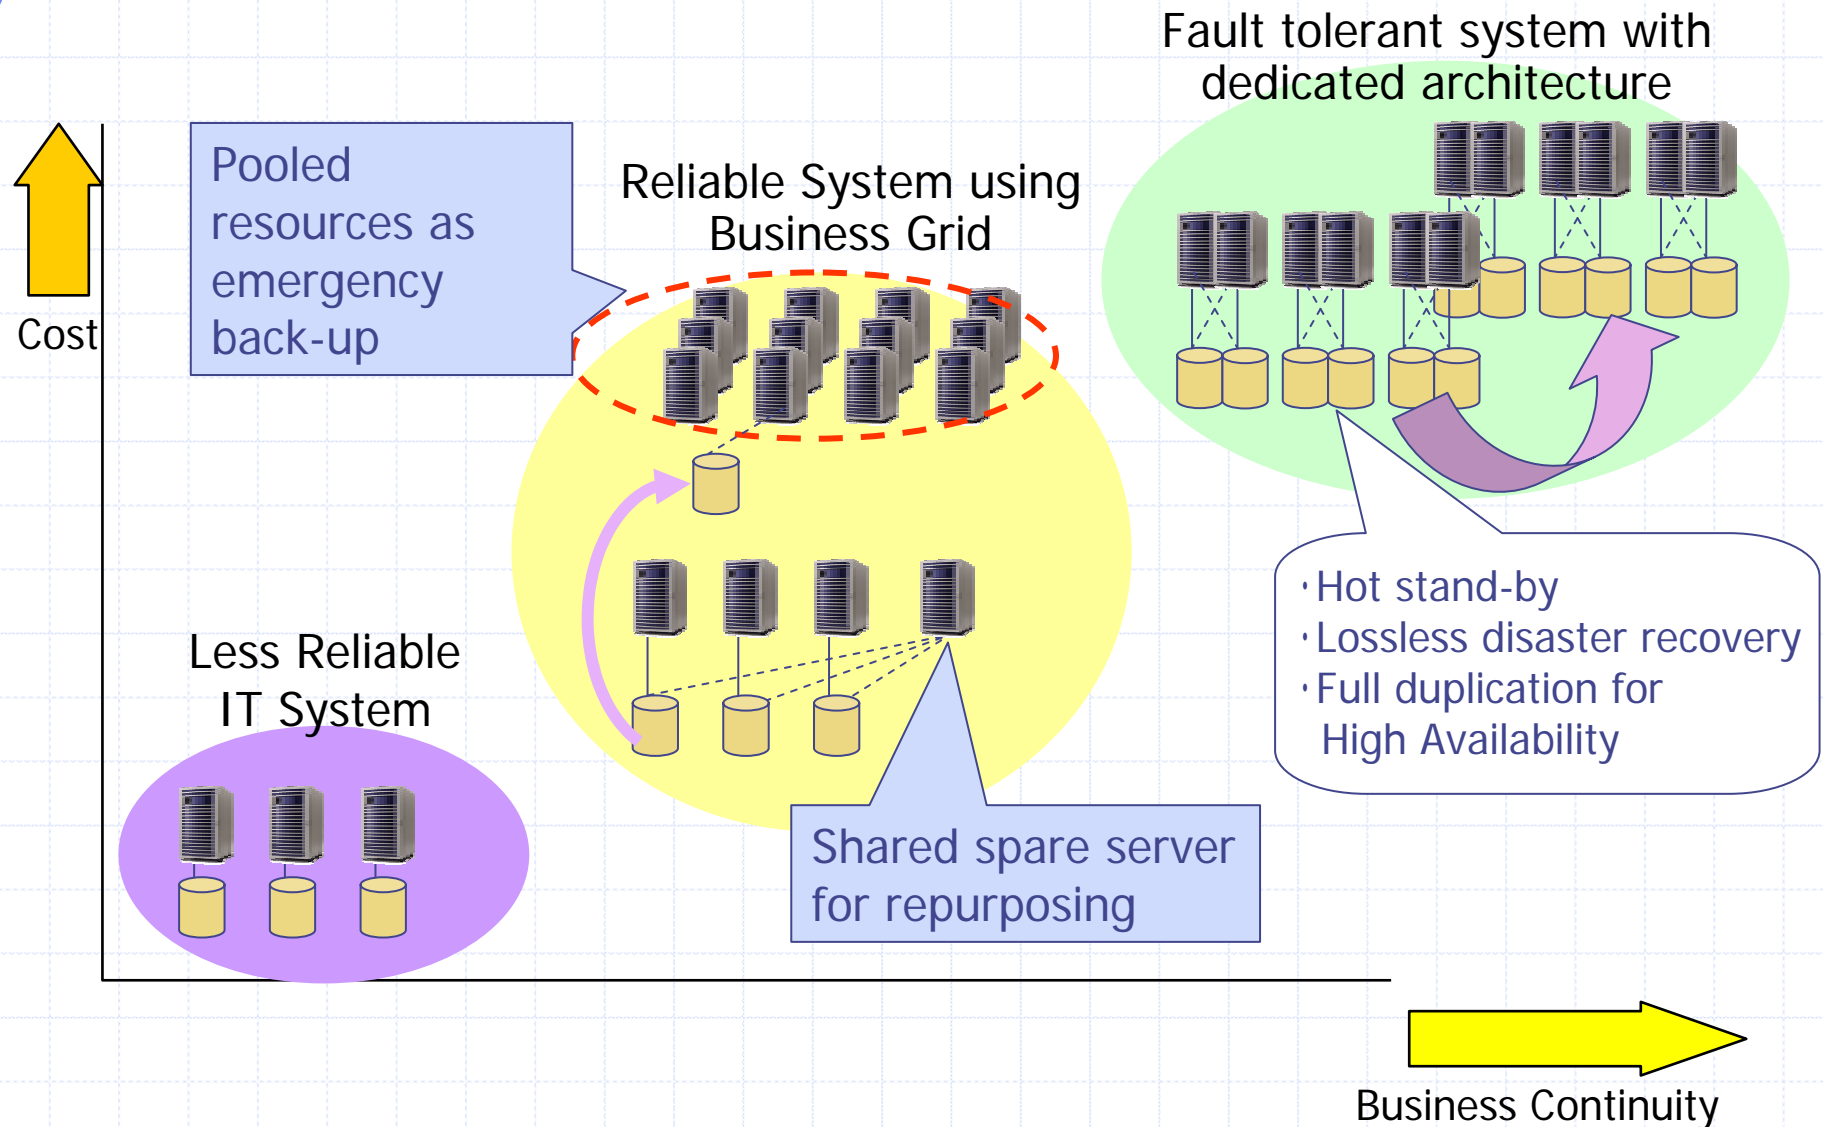 Fault tolerant system with
dedicated architecture
Pooled
resources as
emergency
back-up
Reliable System using
Business Grid
Cost
・Hot stand-by
・Lossless disaster recovery
・Full duplication for
High Availability
Less Reliable
IT System
Shared spare server
for repurposing
Business Continuity